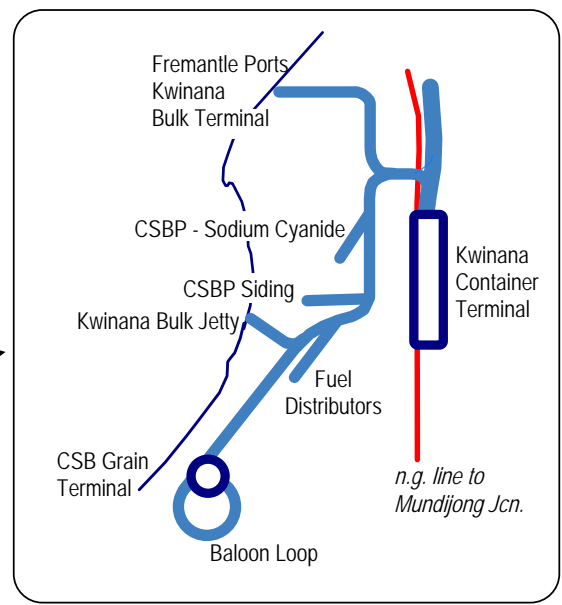 Fremantle Ports
Kwinana
Bulk Terminal
CSBP - Sodium Cyanide
Kwinana
Container
Terminal
CSBP Siding
Kwinana Bulk Jetty
Fuel
Distributors
CSB Grain
Terminal
n.g. line to
Mundijong Jcn.
Baloon Loop